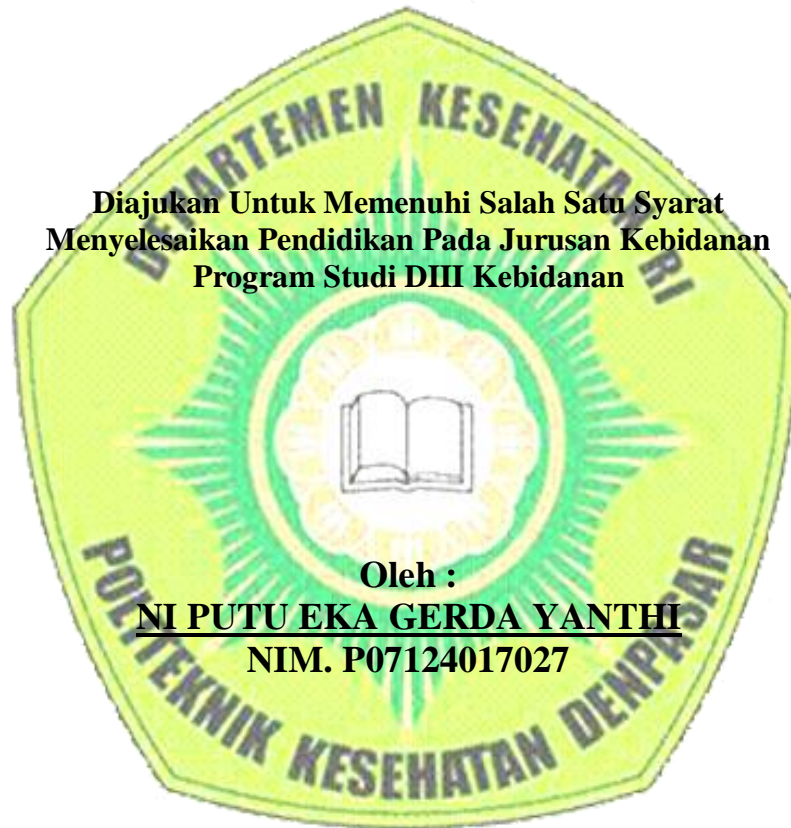 DEPARTEMEN KESEHATAN RI
Diajukan Untuk Memenuhi Salah Satu Syarat
Menyelesaikan Pendidikan Pada Jurusan Kebidanan
Program Studi DIII Kebidanan
Oleh :
NI PUTU EKA GERDA YANTHI
NIM. P07124017027
POLYTEKNIK KESEHATAN DENPASAR